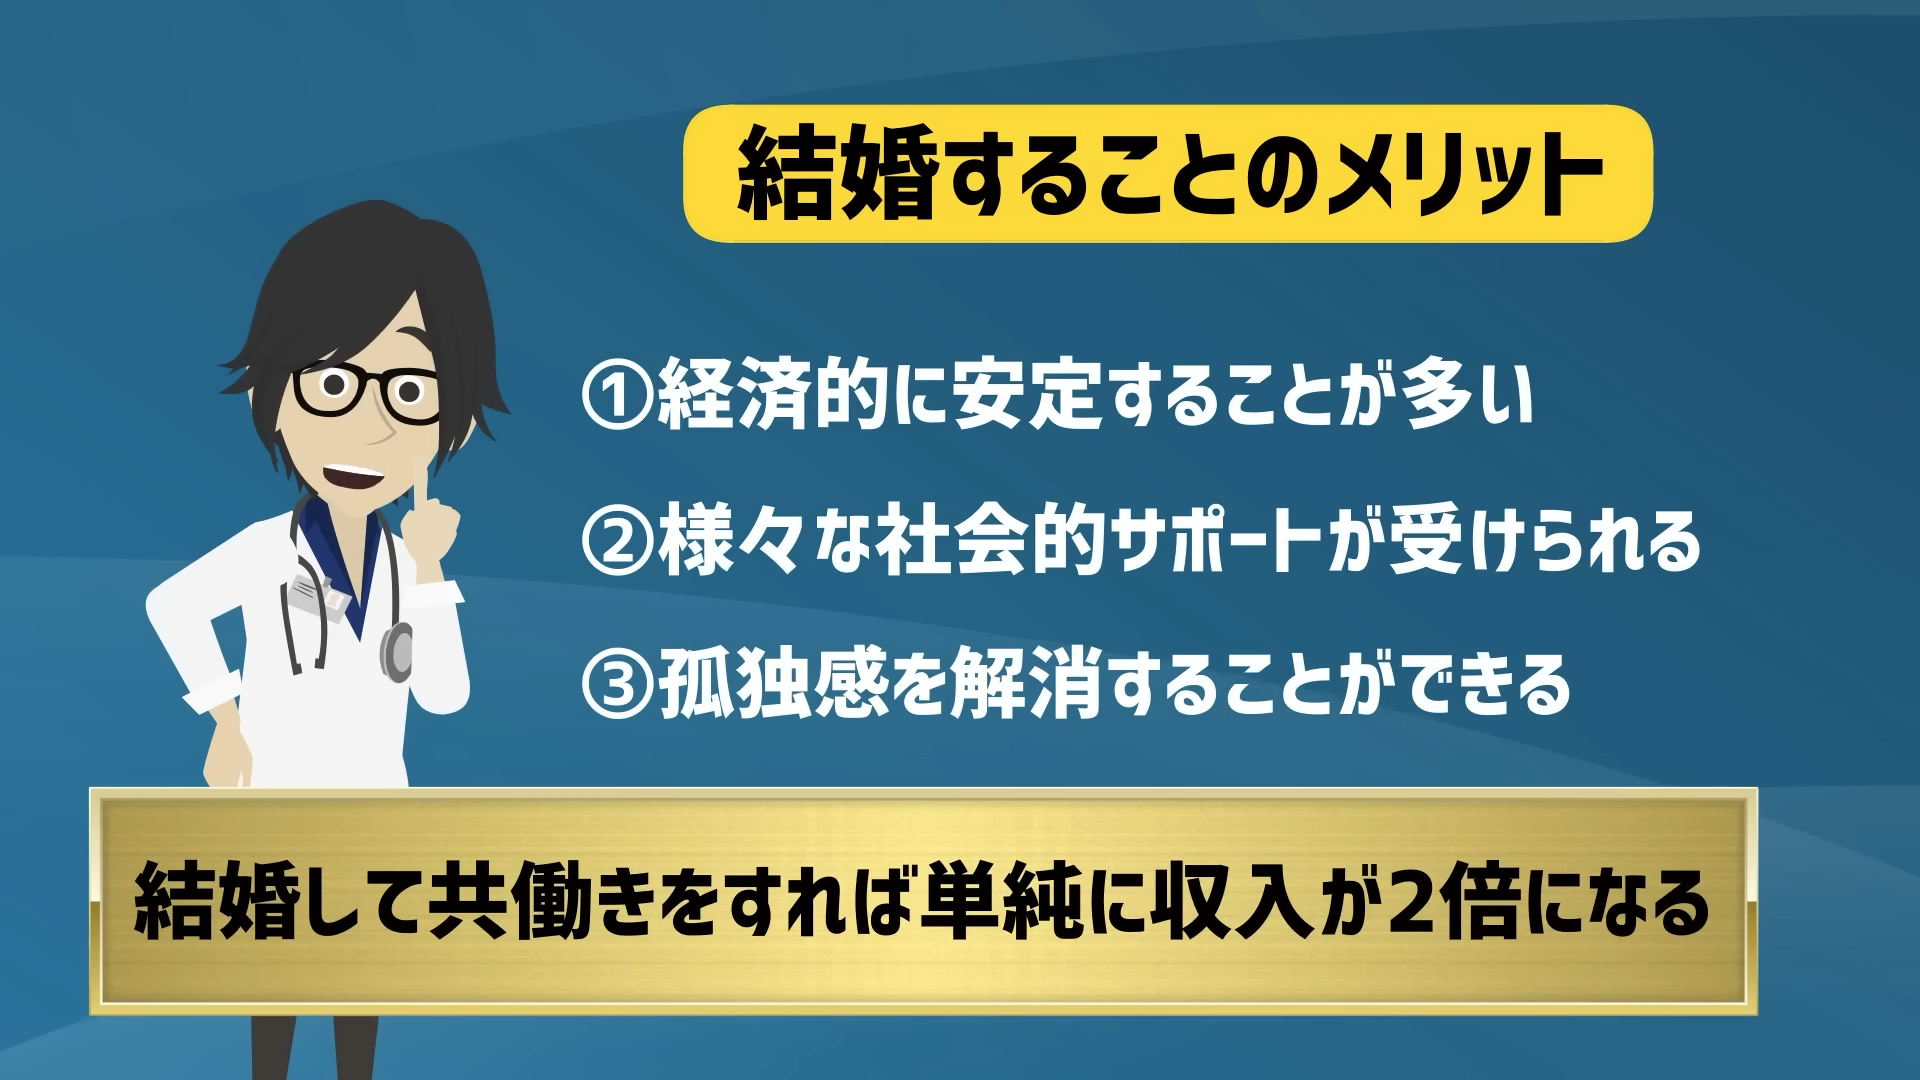 結婚することのメリット
①経済的に安定することが多い
②様々な社会的サポートが受けられる
③孤独感を解消することができる
結婚して共働きをすれば単純に収入が2倍になる